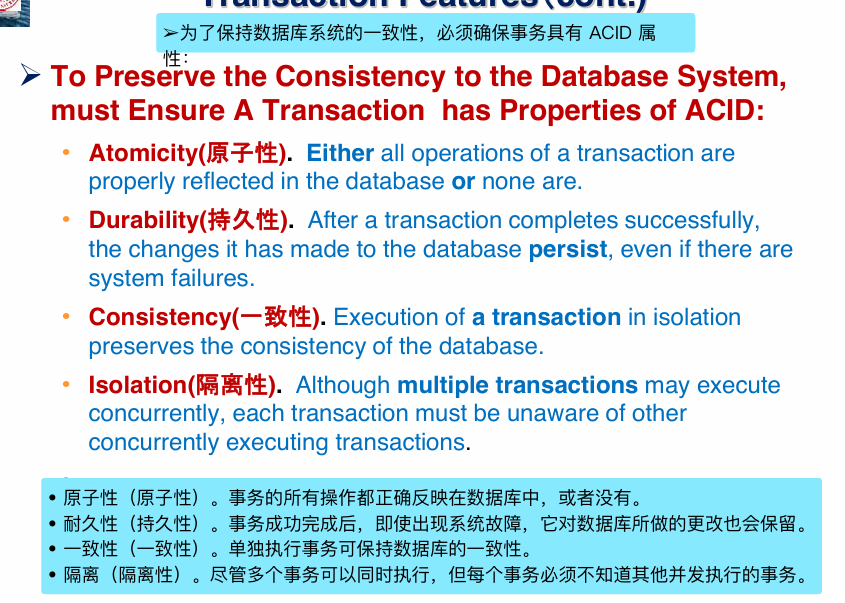 Transaction Features(cont.)
➢为了保持数据库系统的一致性，必须确保事务具有 ACID 属
性：
➢ To Preserve the Consistency to the Database System,
must Ensure A Transaction has Properties of ACID:
• Atomicity(原子性). Either all operations of a transaction are
properly reflected in the database or none are.
• Durability(持久性). After a transaction completes successfully,
the changes it has made to the database persist, even if there are
system failures.
• Consistency(一致性). Execution of a transaction in isolation
preserves the consistency of the database.
• Isolation(隔离性). Although multiple transactions may execute
concurrently, each transaction must be unaware of other
concurrently executing transactions.
• 原子性（原子性）。事务的所有操作都正确反映在数据库中，或者没有。
• 耐久性（持久性）。事务成功完成后，即使出现系统故障，它对数据库所做的更改也会保留。
• 一致性（一致性）。单独执行事务可保持数据库的一致性。
• 隔离（隔离性）。尽管多个事务可以同时执行，但每个事务必须不知道其他并发执行的事务。